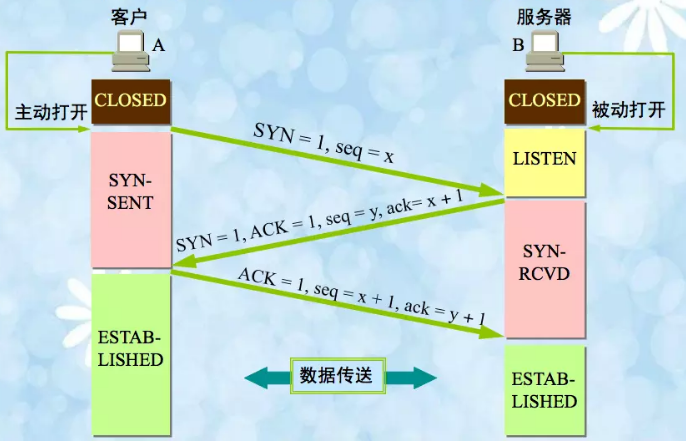 客户
服务器
A
B
CLOSED
CLOSED
主动打开
被动打开
SYN = 1, seq = x
LISTEN
SYN-
SENT
SYN = 1, ACK = 1, seq = y, ack= x + 1
SYN-
RCVD
ACK = 1, seq = x + 1, ack = y + 1
ESTAB-
LISHED
数据传送
ESTAB-
LISHED